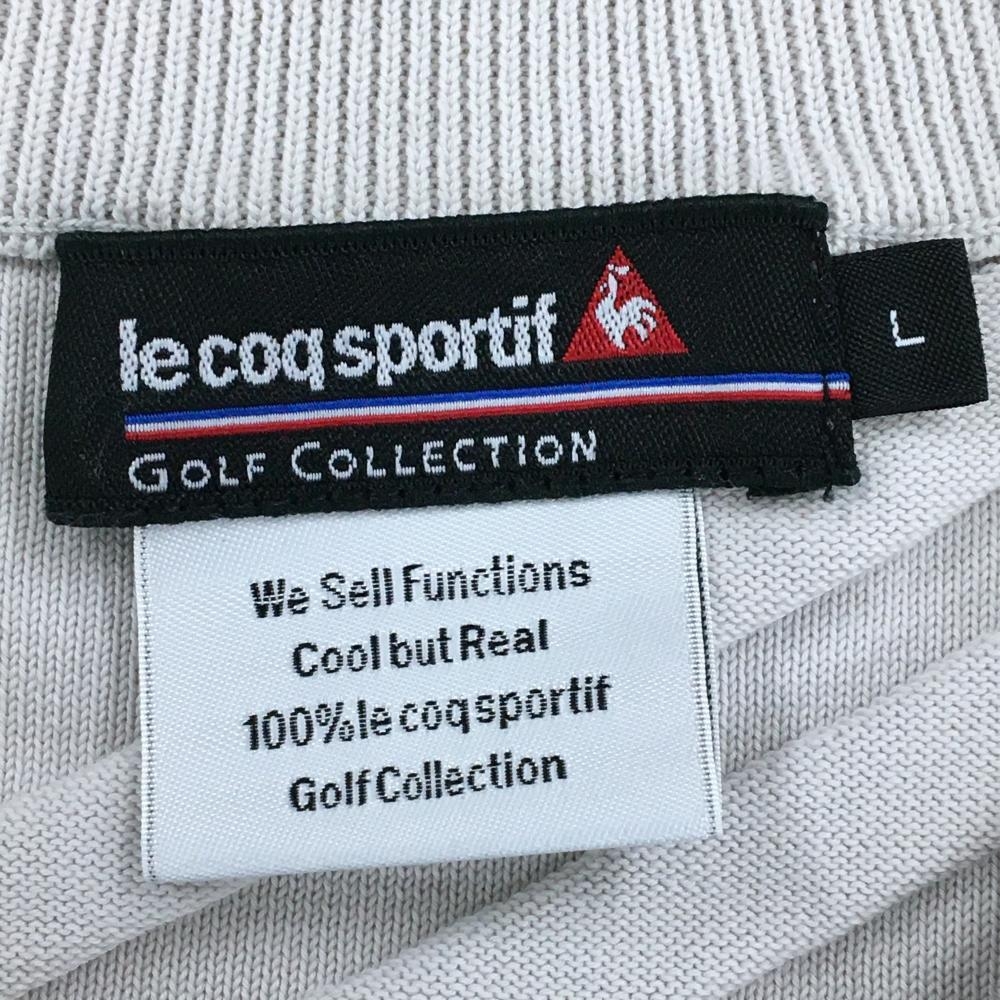 le coq sportif
GOLF COLLECTION
L
We Sell Functions
Cool but Real
100% le coq sportif
Golf Collection